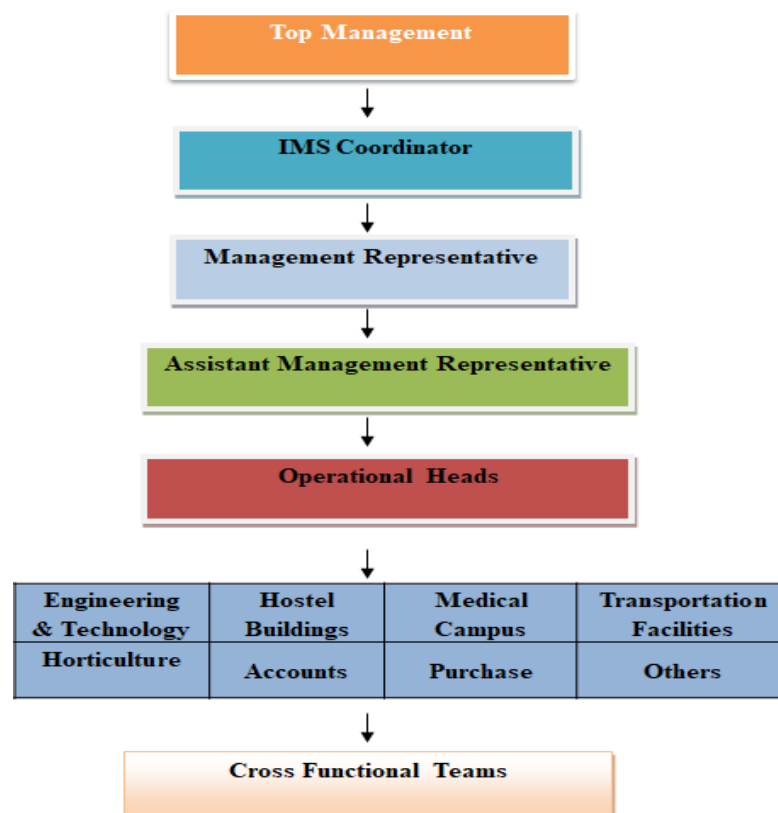 Top Management
IMS Coordinator
Management Representative
Assistant Management Representative
Operational Heads
Engineering
& Technology
Hostel
Buildings
Medical
Campus
Transportation
Facilities
Horticulture
Accounts
Purchase
Others
Cross Functional Teams